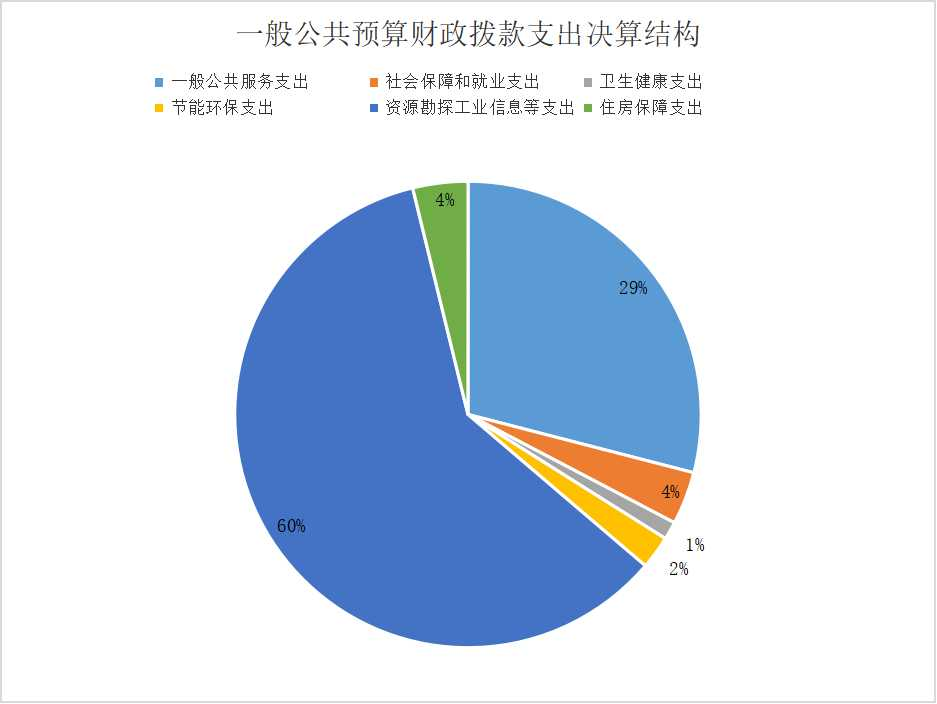 一般公共预算财政拨款支出决算结构
一般公共服务支出 社会保障和就业支出 卫生健康支出
节能环保支出 资源勘探工业信息等支出 住房保障支出
4%
29%
4%
60%
1%
2%